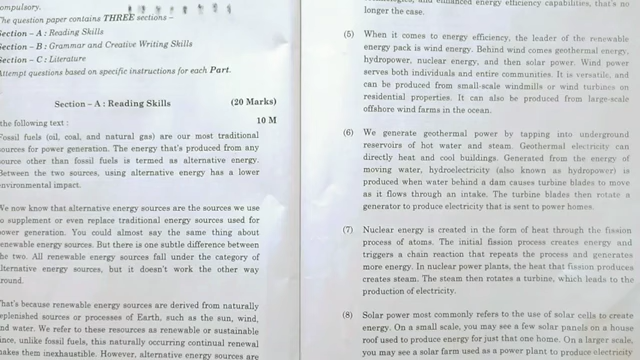 ompulsory.
The question paper contains THREE sections –
Section – A : Reading Skills
Section – B : Grammar and Creative Writing Skills
Section – C : Literature
Attempt questions based on specific instructions for each Part.
Section – A : Reading Skills (20 Marks)
the following text : 10 M
Fossil fuels (oil, coal, and natural gas) are our most traditional
sources for power generation. The energy that's produced from any
source other than fossil fuels is termed as alternative energy.
Between the two sources, using alternative energy has a lower
environmental impact.
We now know that alternative energy sources are the sources we use
to supplement or even replace traditional energy sources used for
power generation. You could almost say the same thing about
renewable energy sources. But there is one subtle difference between
the two. All renewable energy sources fall under the category of
alternative energy sources, but it doesn't work the other way
round.
That's because renewable energy sources are derived from naturally
replenished sources or processes of Earth, such as the sun, wind,
and water. We refer to these resources as renewable or sustainable
since, unlike fossil fuels, this naturally occurring continual renewal
makes them inexhaustible. However, alternative energy sources are
and enhanced energy efficiency capabilities, that's no
longer the case.
(5) When it comes to energy efficiency, the leader of the renewable
energy pack is wind energy. Behind wind comes geothermal energy,
hydropower, nuclear energy, and then solar power. Wind power
serves both individuals and entire communities. It is versatile, and
can be produced from small-scale windmills or wind turbines on
residential properties. It can also be produced from large-scale
offshore wind farms in the ocean.
(6) We generate geothermal power by tapping into underground
reservoirs of hot water and steam. Geothermal electricity can
directly heat and cool buildings. Generated from the energy of
moving water, hydroelectricity (also known as hydropower) is
produced when water behind a dam causes turbine blades to move
as it flows through an intake. The turbine blades then rotate a
generator to produce electricity that is sent to power homes.
(7) Nuclear energy is created in the form of heat through the fission
process of atoms. The initial fission process creates energy and
triggers a chain reaction that repeats the process and generates
more energy. In nuclear power plants, the heat that fission produces
creates steam. The steam then rotates a turbine, which leads to the
production of electricity.
(8) Solar power most commonly refers to the use of solar cells to create
energy. On a small scale, you may see a few solar panels on a house
roof used to produce energy for just that one home. On a larger scale,
you may see a solar farm used as a power plant to produce electricity